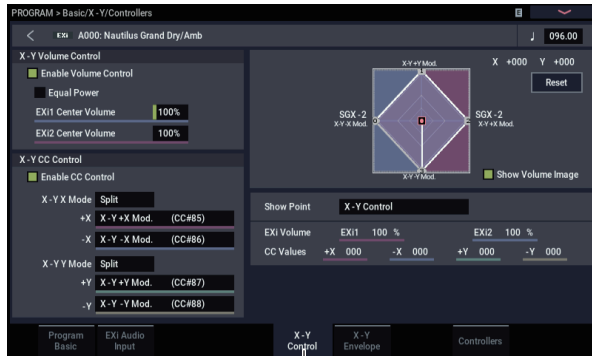 PROGRAM > Basic/X -Y/Controllers E
< EXi A000: Nautilus Grand Dry/Amb ♩ 096.00
X -Y Volume Control
Enable Volume Control
Equal Power
EXi1 Center Volume 100%
EXi2 Center Volume 100%
X -Y CC Control
Enable CC Control
X -Y X Mode Split
+X X -Y +X Mod. (CC#85)
-X X -Y -X Mod. (CC#86)
X -Y Y Mode Split
+Y X -Y +Y Mod. (CC#87)
-Y X -Y -Y Mod. (CC#88)
X +000 Y +000
Reset
X-Y +Y Mod.
SGX -2
X-Y -X Mod.
SGX -2
X-Y +X Mod.
X-Y -Y Mod.
Show Volume Image
Show Point X -Y Control
EXi Volume EXi1 100 % EXi2 100 %
CC Values +X 000 -X 000 +Y 000 -Y 000
Program Basic
EXi Audio Input
X -Y Control
X -Y Envelope
Controllers